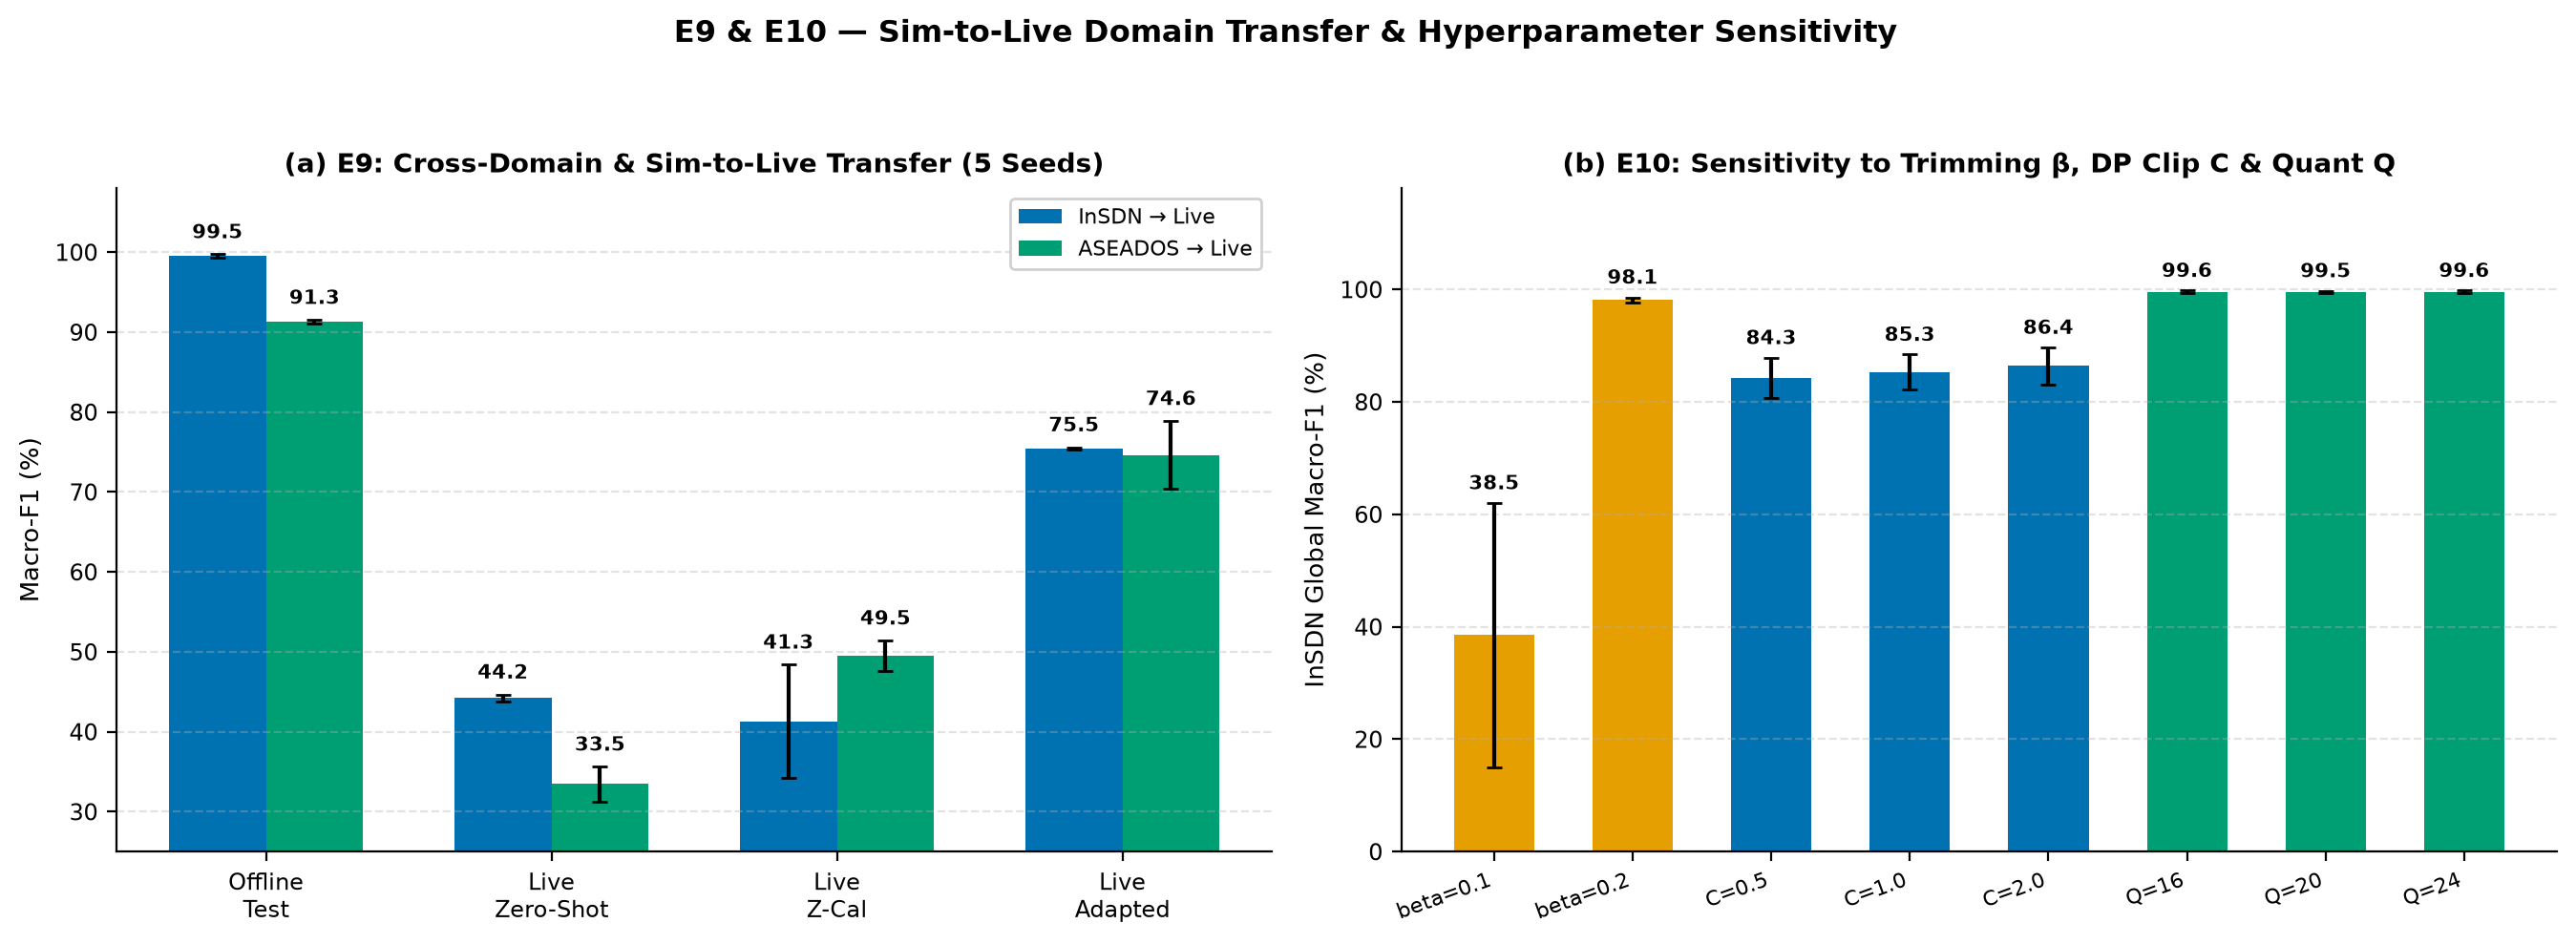 E9 & E10 — Sim-to-Live Domain Transfer & Hyperparameter Sensitivity
(a) E9: Cross-Domain & Sim-to-Live Transfer (5 Seeds)
InSDN → Live
ASEADOS → Live
Macro-F1 (%)
100
90
80
70
60
50
40
30
99.5
91.3
44.2
33.5
41.3
49.5
75.5
74.6
Offline
Test
Live
Zero-Shot
Live
Z-Cal
Live
Adapted
(b) E10: Sensitivity to Trimming β, DP Clip C & Quant Q
InSDN Global Macro-F1 (%)
100
80
60
40
20
0
38.5
98.1
84.3
85.3
86.4
99.6
99.5
99.6
beta=0.1
beta=0.2
C=0.5
C=1.0
C=2.0
Q=16
Q=20
Q=24